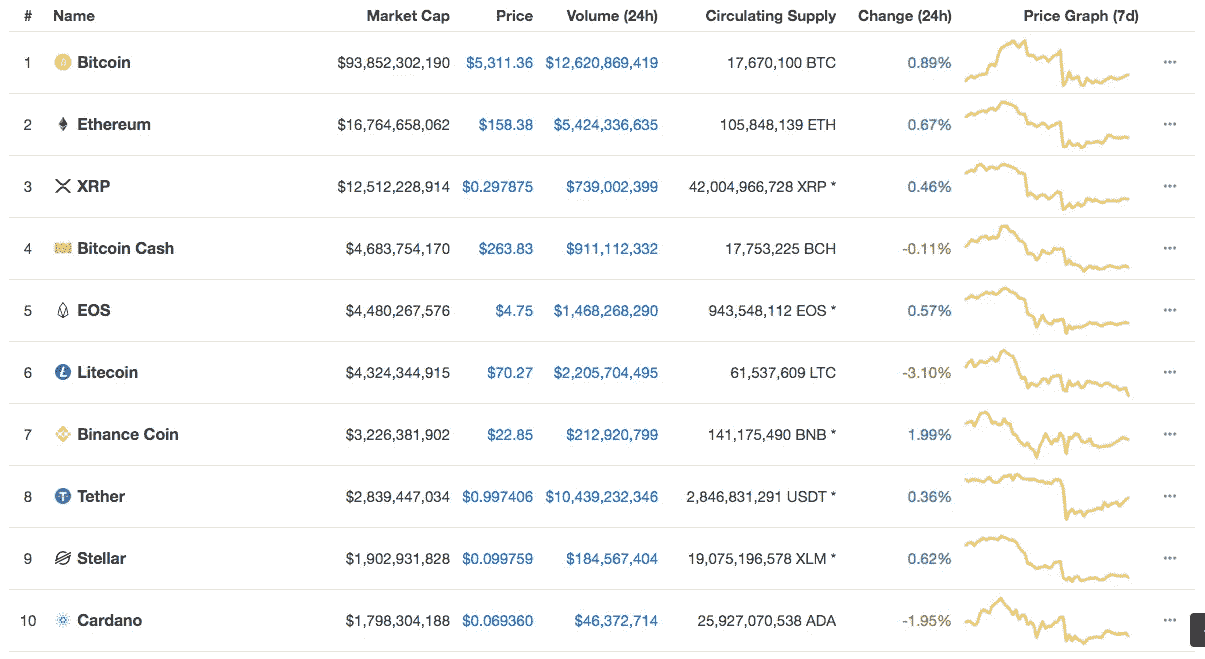 # Name Market Cap Price Volume (24h) Circulating Supply Change (24h) Price Graph (7d)
1 Bitcoin $93,852,302,190 $5,311.36 $12,620,869,419 17,670,100 BTC 0.89% ...
2 Ethereum $16,764,658,062 $158.38 $5,424,336,635 105,848,139 ETH 0.67% ...
3 XRP $12,512,228,914 $0.297875 $739,002,399 42,004,966,728 XRP * 0.46% ...
4 Bitcoin Cash $4,683,754,170 $263.83 $911,112,332 17,753,225 BCH -0.11% ...
5 EOS $4,480,267,576 $4.75 $1,468,268,290 943,548,112 EOS * 0.57% ...
6 Litecoin $4,324,344,915 $70.27 $2,205,704,495 61,537,609 LTC -3.10% ...
7 Binance Coin $3,226,381,902 $22.85 $212,920,799 141,175,490 BNB * 1.99% ...
8 Tether $2,839,447,034 $0.997406 $10,439,232,346 2,846,831,291 USDT * 0.36% ...
9 Stellar $1,902,931,828 $0.099759 $184,567,404 19,075,196,578 XLM * 0.62% ...
10 Cardano $1,798,304,188 $0.069360 $46,372,714 25,927,070,538 ADA -1.95% ...